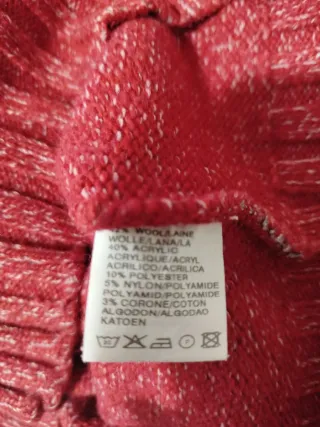 42% WOOL/LAINE
WOLLE/LANA/LA
40% ACRYLIC
ACRYLIQUE/ACRYL
ACRILICO/ACRILICA
10% POLYESTER
5% NYLON/POLYAMIDE
POLYAMID/POLYAMIDE
3% CORONE/COTON
ALGODON/ALGODAO
KATOEN